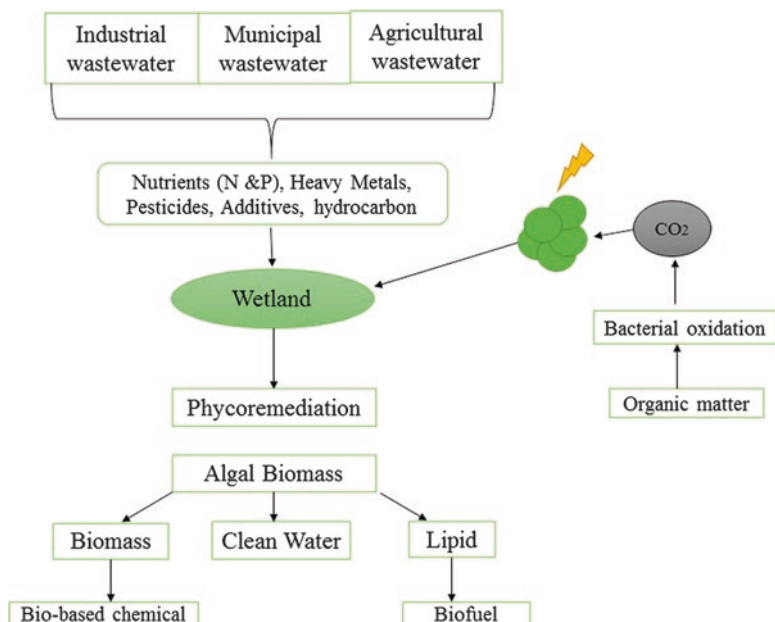 Industrial
wastewater
Municipal
wastewater
Agricultural
wastewater
Nutrients (N &P), Heavy Metals,
Pesticides, Additives, hydrocarbon
CO2
Wetland
Bacterial oxidation
Organic matter
Phycoremediation
Algal Biomass
Biomass
Clean Water
Lipid
Bio-based chemical
Biofuel